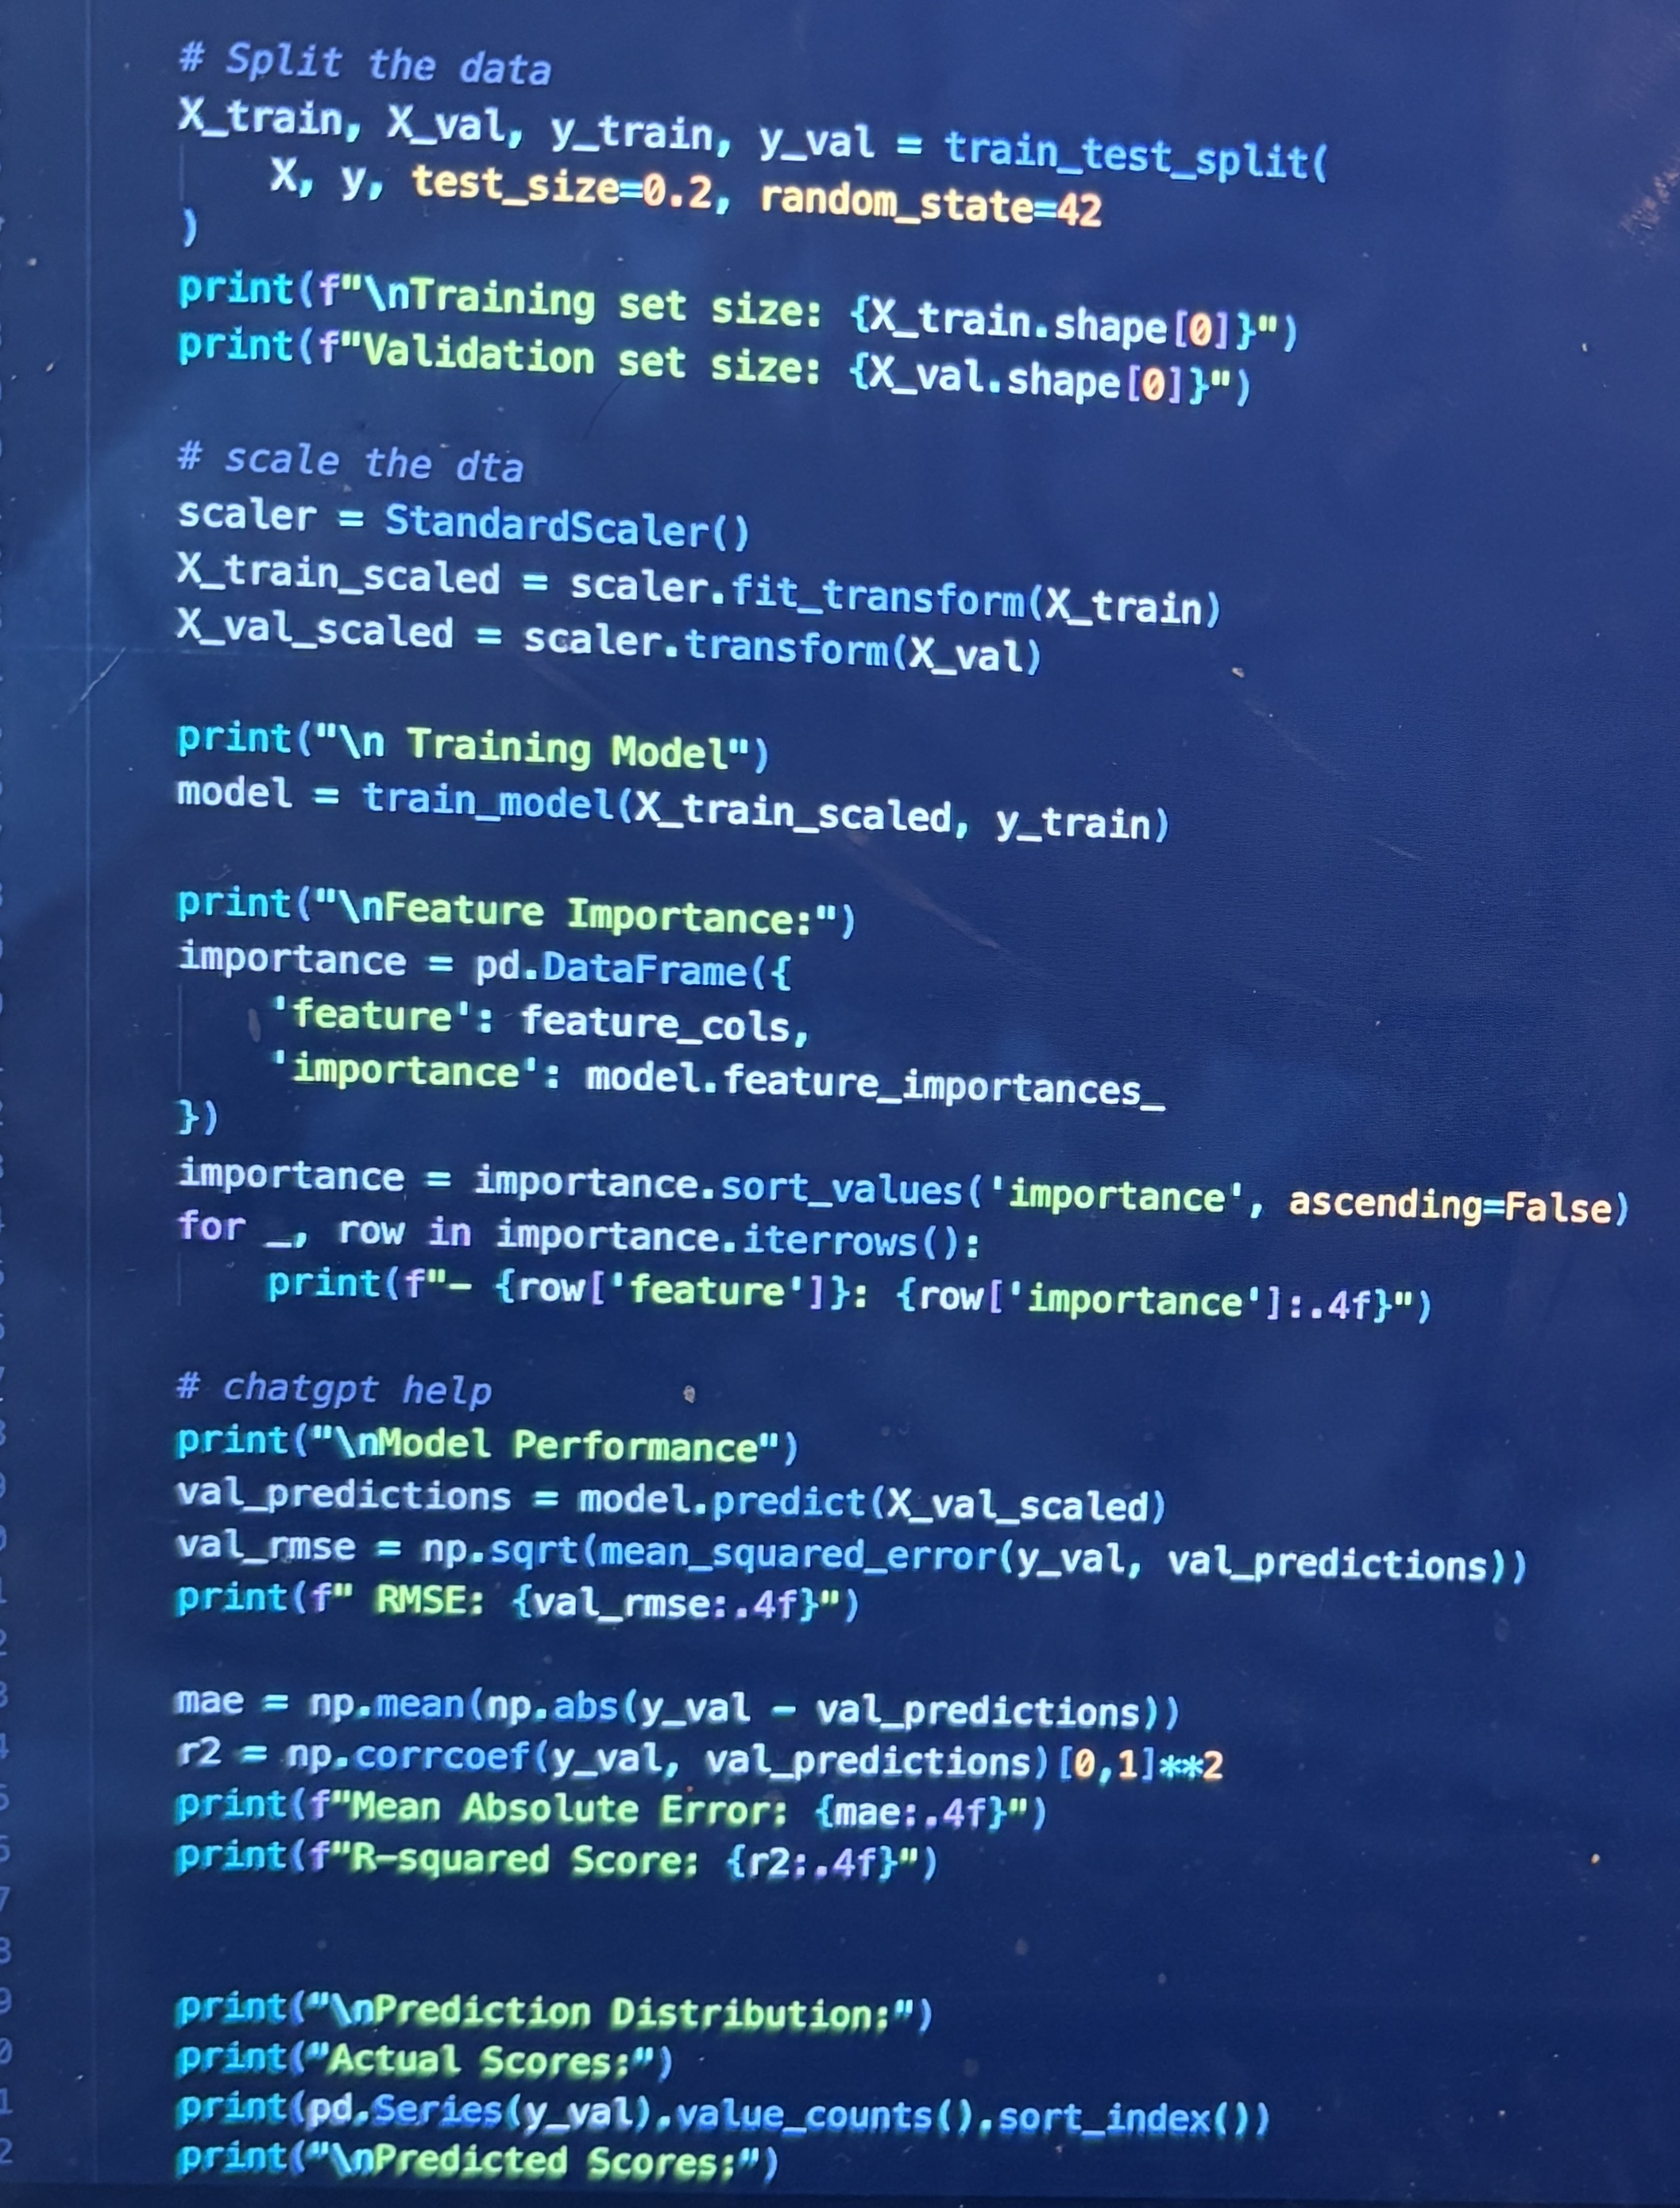 # Split the data
X_train, X_val, y_train, y_val = train_test_split(
    X, y, test_size=0.2, random_state=42
)
print(f"\nTraining set size: {X_train.shape[0]}")
print(f"Validation set size: {X_val.shape[0]}")
# scale the dta
scaler = StandardScaler()
X_train_scaled = scaler.fit_transform(X_train)
X_val_scaled = scaler.transform(X_val)
print("\n Training Model")
model = train_model(X_train_scaled, y_train)
print("\nFeature Importance:")
importance = pd.DataFrame({
    'feature': feature_cols,
    'importance': model.feature_importances_
})
importance = importance.sort_values('importance', ascending=False)
for _, row in importance.iterrows():
    print(f"- {row['feature']}: {row['importance']:.4f}")
# chatgpt help
print("\nModel Performance")
val_predictions = model.predict(X_val_scaled)
val_rmse = np.sqrt(mean_squared_error(y_val, val_predictions))
print(f" RMSE: {val_rmse:.4f}")
mae = np.mean(np.abs(y_val - val_predictions))
r2 = np.corrcoef(y_val, val_predictions)[0,1]**2
print(f"Mean Absolute Error: {mae:.4f}")
print(f"R-squared Score: {r2:.4f}")
print("\nPrediction Distribution:")
print("Actual Scores:")
print(pd.Series(y_val).value_counts().sort_index())
print("\nPredicted Scores:")